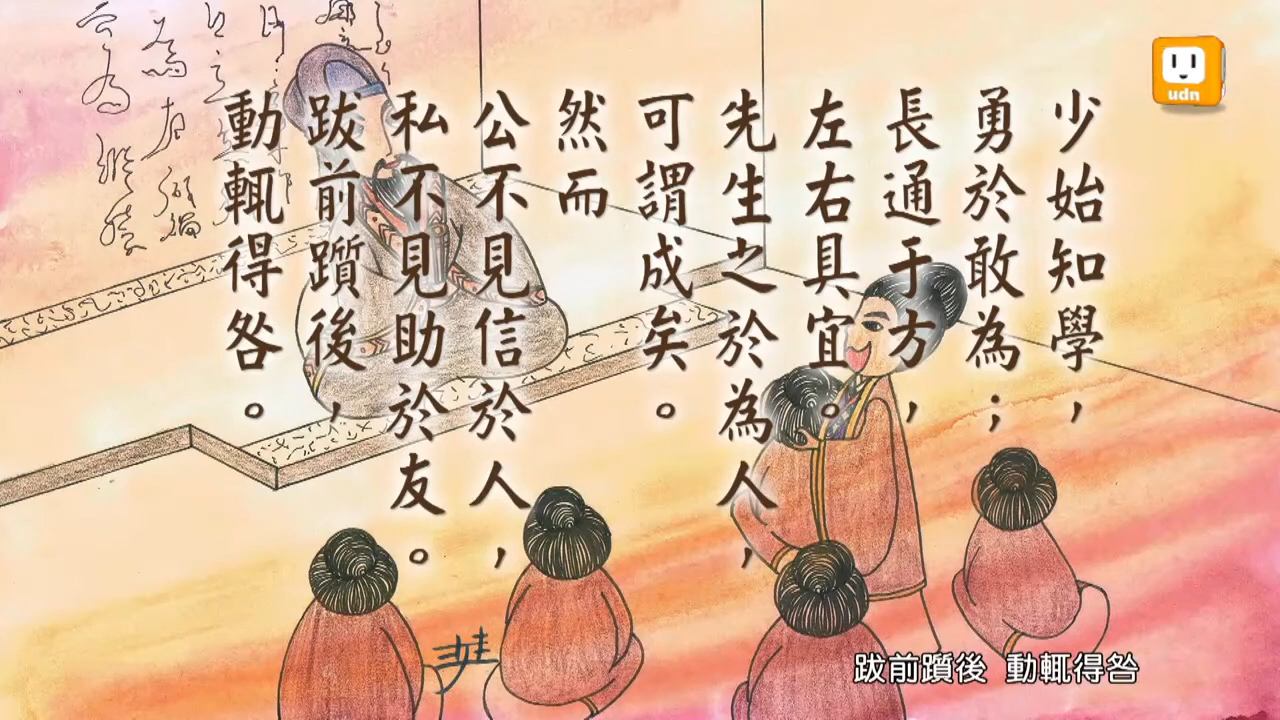 少始知學，
勇於敢為；
長通于方，
左右具宜。
先生之於為人，
可謂成矣。
然而
公不見信於人，
私不見助於友。
跋前躓後，
動輒得咎。
udn
跋前躓後 動輒得咎